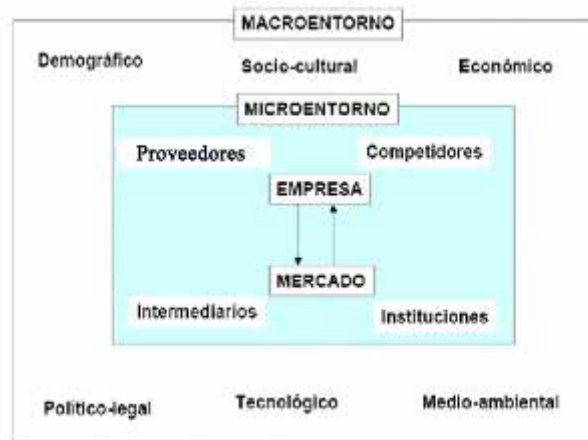 MACROENTORNO
Demográfico
Socio-cultural
Económico
MICROENTORNO
Proveedores
Competidores
EMPRESA
MERCADO
Intermediarios
Instituciones
Político-legal
Tecnológico
Medio-ambiental